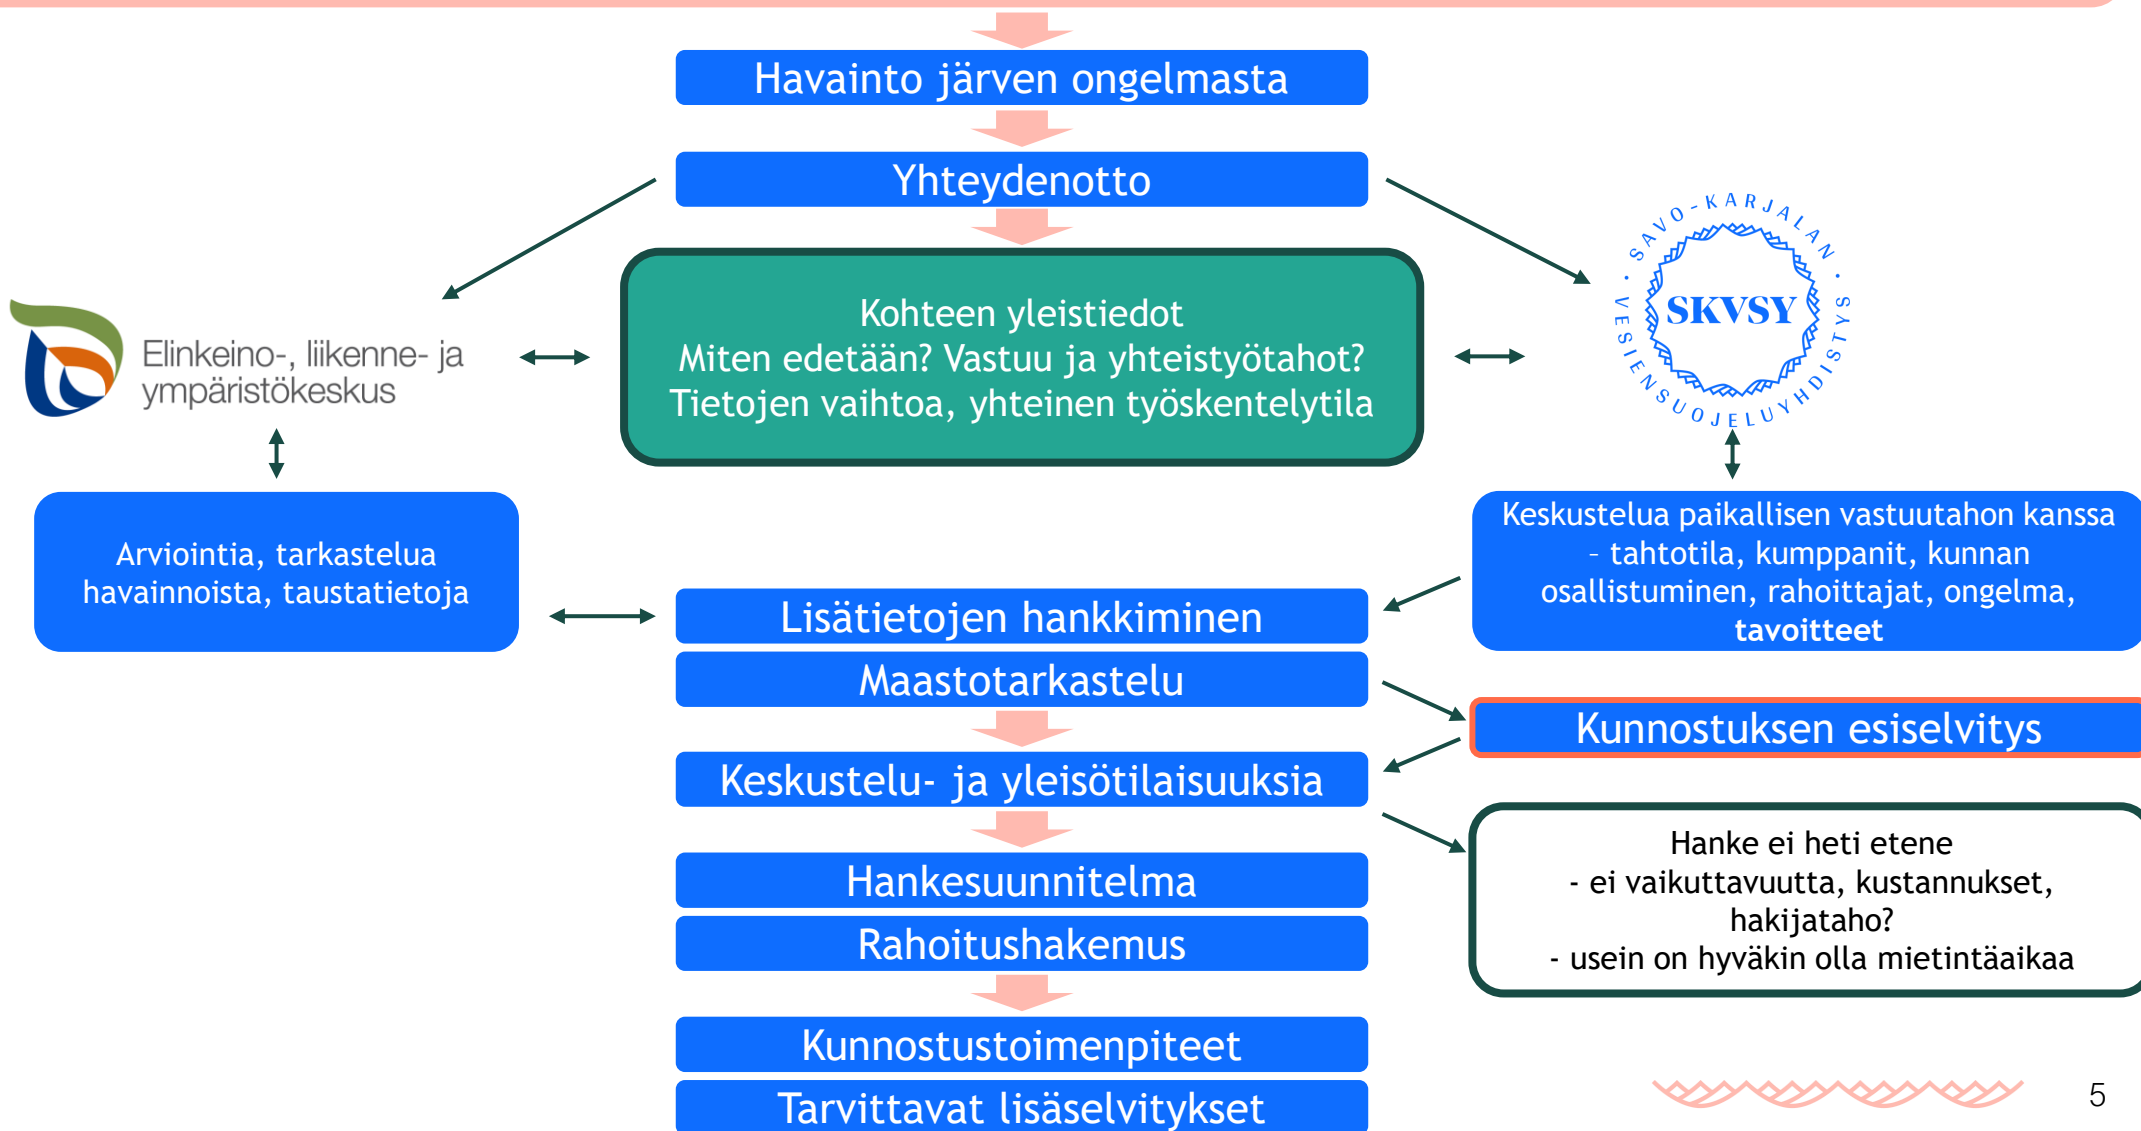 Havainto järven ongelmasta
Yhteydenotto
SAVO-KARJALAN
VESIENSUOJELUYHDISTYS
SKVSY
Elinkeino-, liikenne- ja
ympäristökeskus
Kohteen yleistiedot
Miten edetään? Vastuu ja yhteistyötahot?
Tietojen vaihtoa, yhteinen työskentelytila
Arviointia, tarkastelua
havainnoista, taustatietoja
Keskustelua paikallisen vastuutahon kanssa
– tahtotila, kumppanit, kunnan
osallistuminen, rahoittajat, ongelma,
tavoitteet
Lisätietojen hankkiminen
Maastotarkastelu
Kunnostuksen esiselvitys
Keskustelu- ja yleisötilaisuuksia
Hanke ei heti etene
- ei vaikuttavuutta, kustannukset,
hakijataho?
- usein on hyväkin olla mietintäaikaa
Hankesuunnitelma
Rahoitushakemus
Kunnostustoimenpiteet
Tarvittavat lisäselvitykset
5